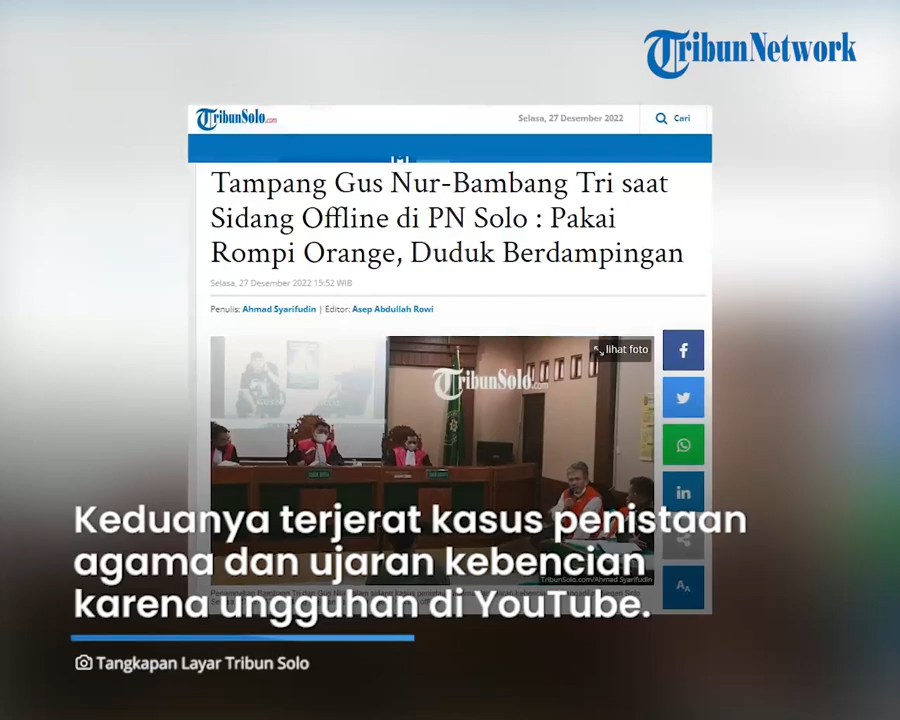 TribunNetwork
TribunSolo.com
Selasa, 27 Desember 2022
Cari
Tampang Gus Nur-Bambang Tri saat
Sidang Offline di PN Solo : Pakai
Rompi Orange, Duduk Berdampingan
Selasa, 27 Desember 2022 15:52 WIB
Penulis: Ahmad Syarifudin | Editor: Asep Abdullah Rowi
lihat foto
TribunSolo.com
Keduanya terjerat kasus penistaan
agama dan ujaran kebencian
karena ungguhan di YouTube.
TribunSolo.com/Ahmad Syarifudin
Tangkapan Layar Tribun Solo